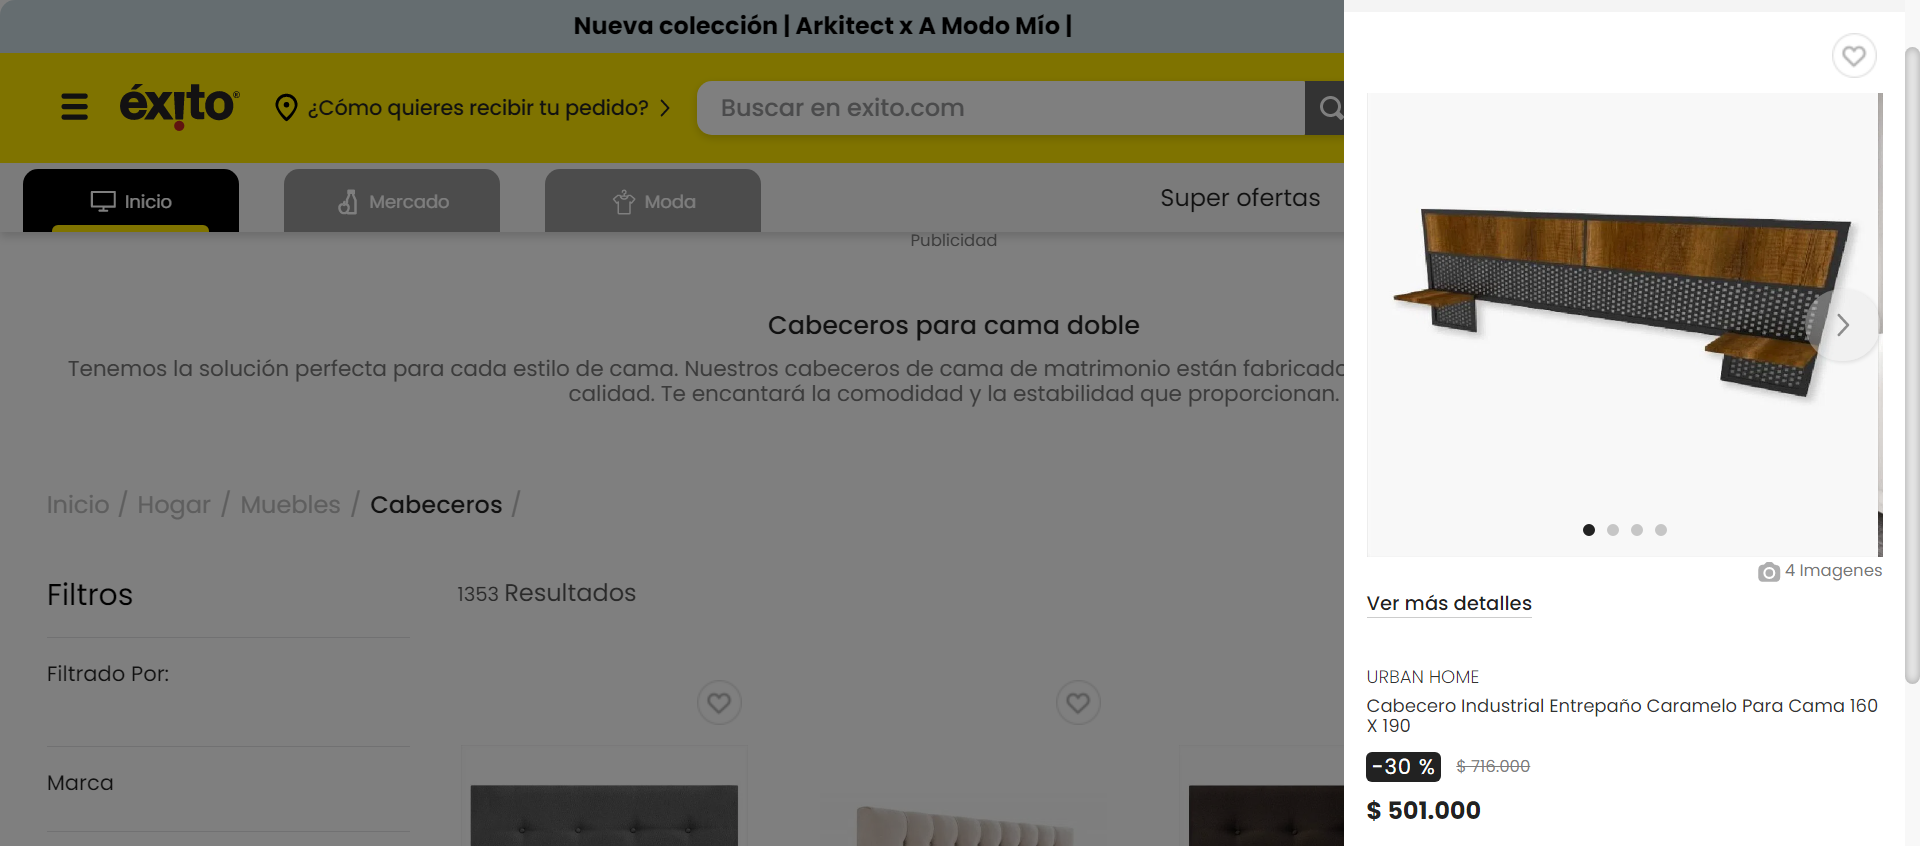 Nueva colección | Arkitect x A Modo Mío |
éxito®
¿Cómo quieres recibir tu pedido?
Buscar en exito.com
Inicio
Mercado
Moda
Super ofertas
Publicidad
Cabeceros para cama doble
Tenemos la solución perfecta para cada estilo de cama. Nuestros cabeceros de cama de matrimonio están fabricado
calidad. Te encantará la comodidad y la estabilidad que proporcionan.
Inicio / Hogar / Muebles / Cabeceros /
Filtros
1353 Resultados
Filtrado Por:
Marca
4 Imagenes
Ver más detalles
URBAN HOME
Cabecero Industrial Entrepaño Caramelo Para Cama 160
X 190
-30 % $ 716.000
$ 501.000